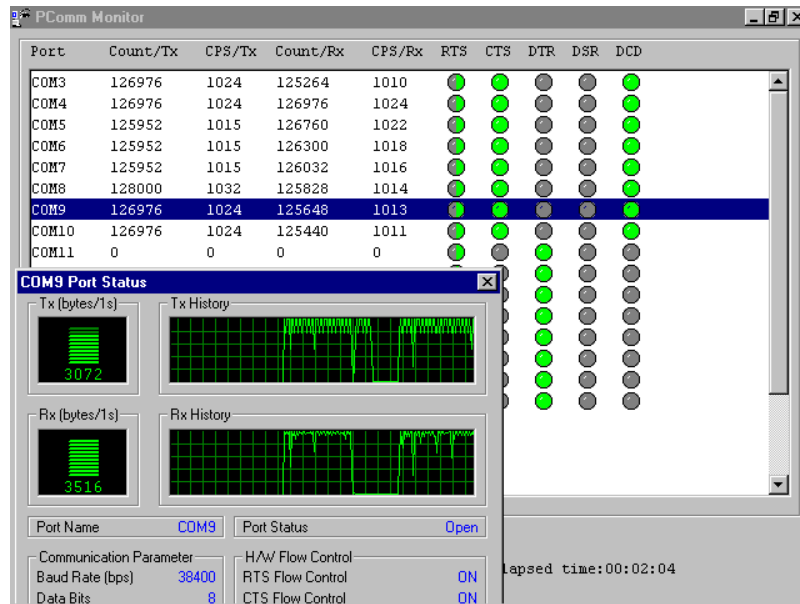 PComm Monitor
Port Count/Tx CPS/Tx Count/Rx CPS/Rx RTS CTS DTR DSR DCD
COM3 126976 1024 125264 1010
COM4 126976 1024 126976 1024
COM5 125952 1015 126760 1022
COM6 125952 1015 126300 1018
COM7 125952 1015 126032 1016
COM8 128000 1032 125828 1014
COM9 126976 1024 125648 1013
COM10 126976 1024 125440 1011
COM11 0 0 0 0
COM9 Port Status
Tx (bytes/1s) Tx History
3072
Rx (bytes/1s) Rx History
3516
Port Name COM9 Port Status Open
Communication Parameter H/W Flow Control
Baud Rate (bps) 38400 RTS Flow Control ON
Data Bits 8 CTS Flow Control ON
lapsed time:00:02:04